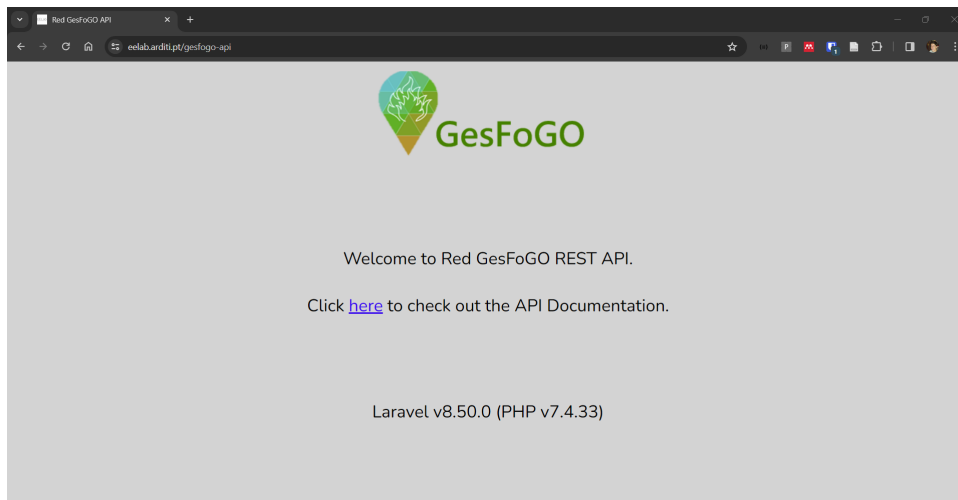 Red GesFoGO API
eelab.arditi.pt/gesfogo-api
GesFoGO
Welcome to Red GesFoGO REST API.
Click here to check out the API Documentation.
Laravel v8.50.0 (PHP v7.4.33)